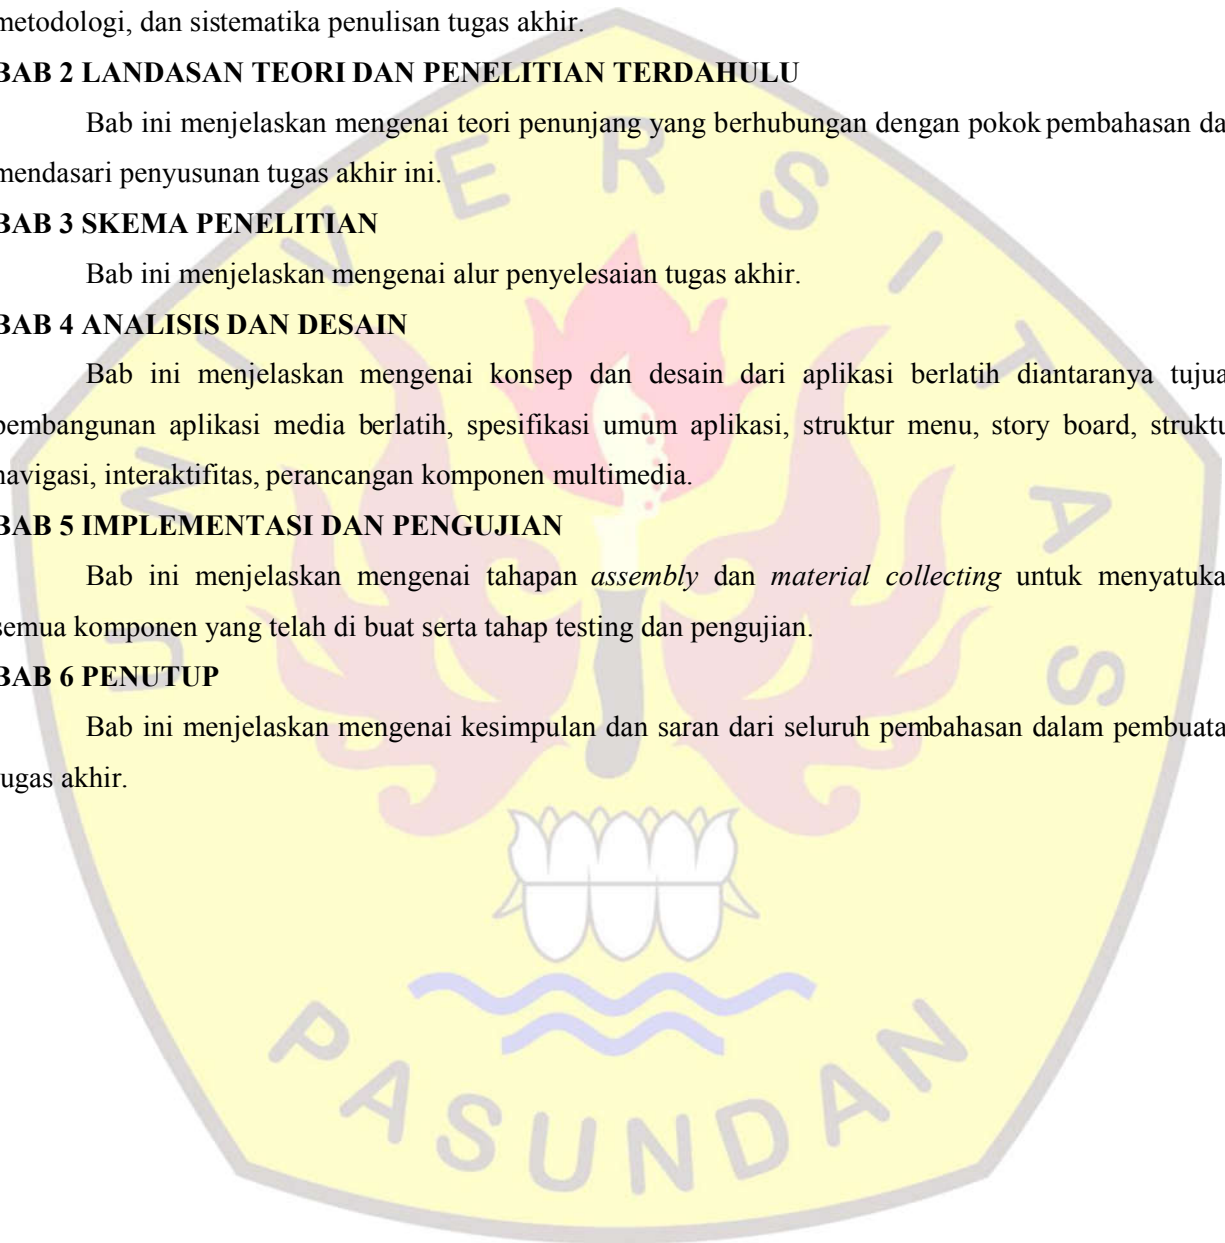 metodologi, dan sistematika penulisan tugas akhir.
BAB 2 LANDASAN TEORI DAN PENELITIAN TERDAHULU
Bab ini menjelaskan mengenai teori penunjang yang berhubungan dengan pokok pembahasan da
mendasari penyusunan tugas akhir ini.
BAB 3 SKEMA PENELITIAN
Bab ini menjelaskan mengenai alur penyelesaian tugas akhir.
BAB 4 ANALISIS DAN DESAIN
Bab ini menjelaskan mengenai konsep dan desain dari aplikasi berlatih diantaranya tujua
pembangunan aplikasi media berlatih, spesifikasi umum aplikasi, struktur menu, story board, struktu
navigasi, interaktifitas, perancangan komponen multimedia.
BAB 5 IMPLEMENTASI DAN PENGUJIAN
Bab ini menjelaskan mengenai tahapan assembly dan material collecting untuk menyatuka
semua komponen yang telah di buat serta tahap testing dan pengujian.
BAB 6 PENUTUP
Bab ini menjelaskan mengenai kesimpulan dan saran dari seluruh pembahasan dalam pembuata
tugas akhir.
UNIVERSITAS
PASUNDAN